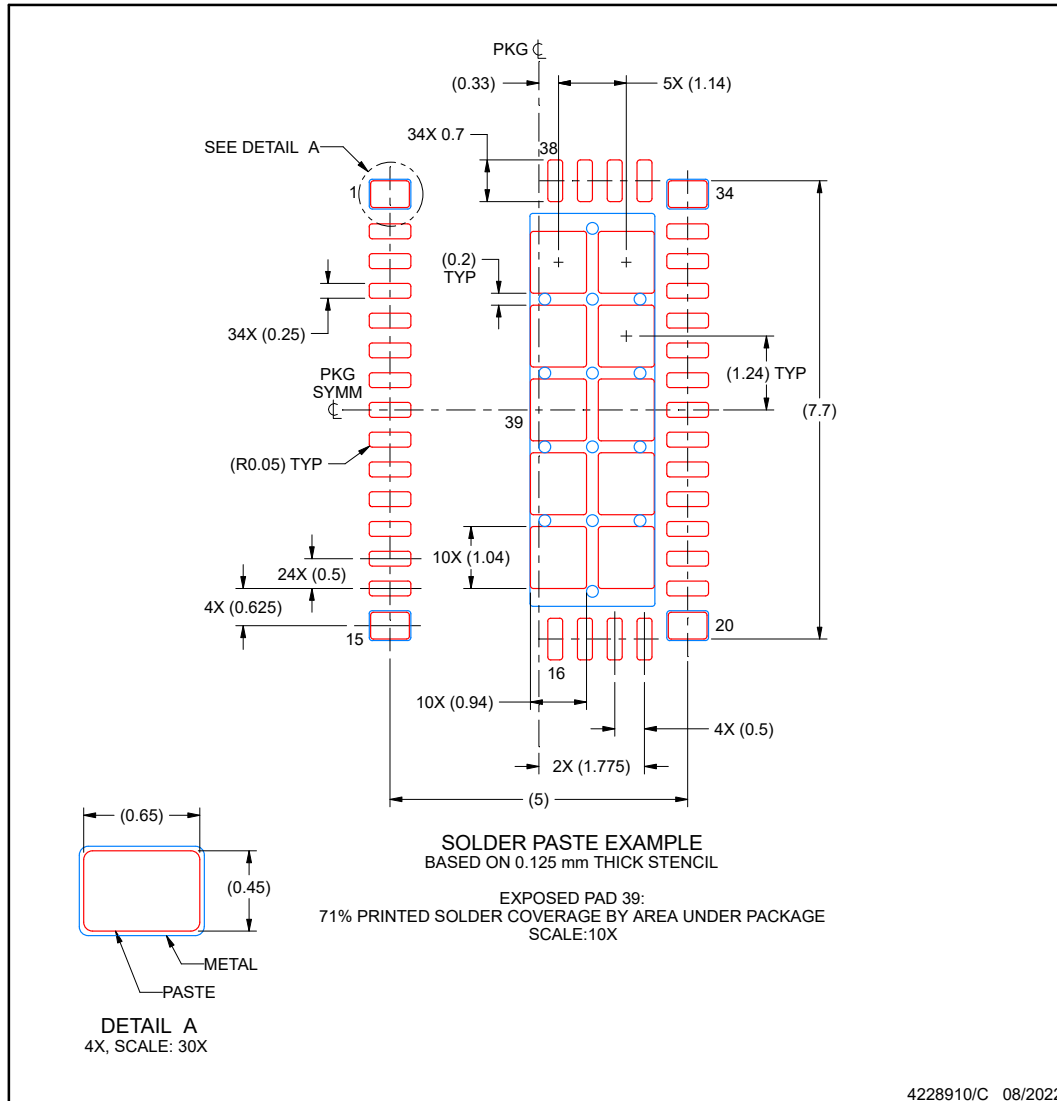 PKG ℄
(0.33)
5X (1.14)
34X 0.7
38
SEE DETAIL A
1
34
(0.2)
TYP
34X (0.25)
(1.24) TYP
PKG
SYMM
℄
39
(7.7)
(R0.05) TYP
10X (1.04)
24X (0.5)
4X (0.625)
15
20
16
10X (0.94)
4X (0.5)
2X (1.775)
(5)
(0.65)
(0.45)
METAL
PASTE
DETAIL A
4X, SCALE: 30X
SOLDER PASTE EXAMPLE
BASED ON 0.125 mm THICK STENCIL
EXPOSED PAD 39:
71% PRINTED SOLDER COVERAGE BY AREA UNDER PACKAGE
SCALE:10X
4228910/C 08/2022